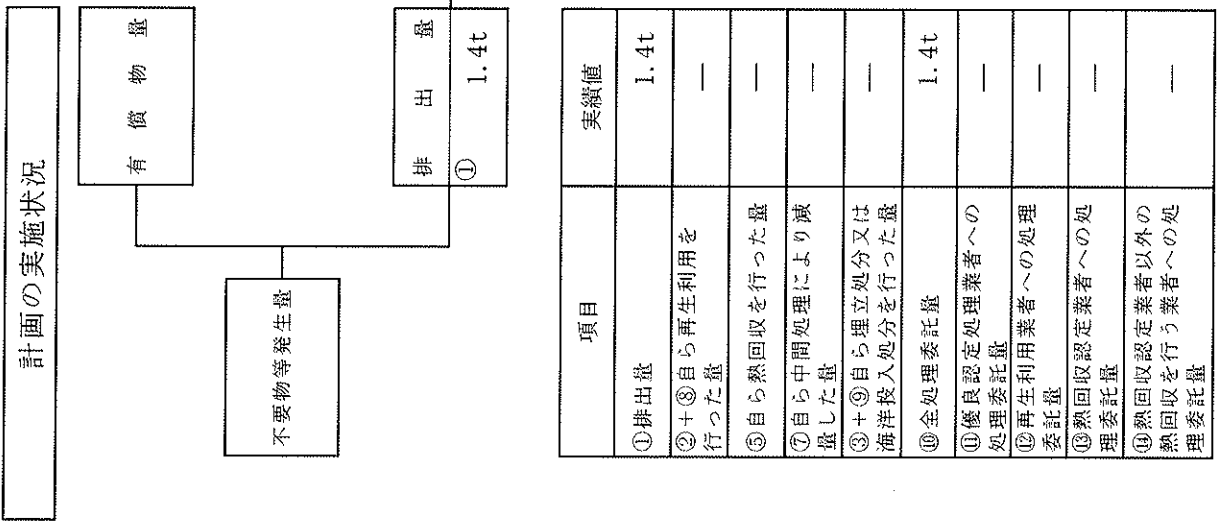 計画の実施状況
有償物量
不要物等発生量
排出量
①
1.4t
項目 実績値
①排出量 1.4t
②+⑧自ら再生利用を
行った量 —
⑤自ら熱回収を行った量 —
⑦自ら中間処理により減
量した量 —
③+⑨自ら埋立処分又は
海洋投入処分を行った量 —
⑩全処理委託量 1.4t
⑪優良認定処理業者への
処理委託量 —
⑫再生利用業者への処理
委託量 —
⑬熱回収認定業者への処
理委託量 —
⑭熱回収認定業者以外の
熱回収を行う業者への処
理委託量 —